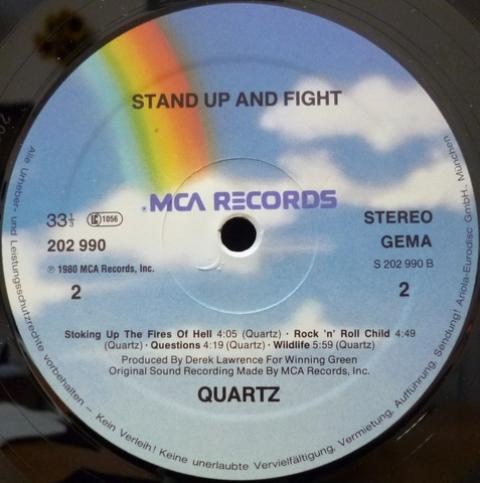 STAND UP AND FIGHT
MCA RECORDS
33⅓ LC 1056
202 990
℗ 1980 MCA Records, Inc.
2
STEREO
GEMA
S 202 990 B
2
Stoking Up The Fires Of Hell 4:05 (Quartz) · Rock 'n' Roll Child 4:49
(Quartz) · Questions 4:19 (Quartz) · Wildlife 5:59 (Quartz)
Produced By Derek Lawrence For Winning Green
Original Sound Recording Made By MCA Records, Inc.
QUARTZ
Alle Urheber- und Leistungsschutzrechte vorbehalten – Kein Verleih! Keine unerlaubte Vervielfältigung, Vermietung, Aufführung, Sendung! Ariola-Eurodisc GmbH, München